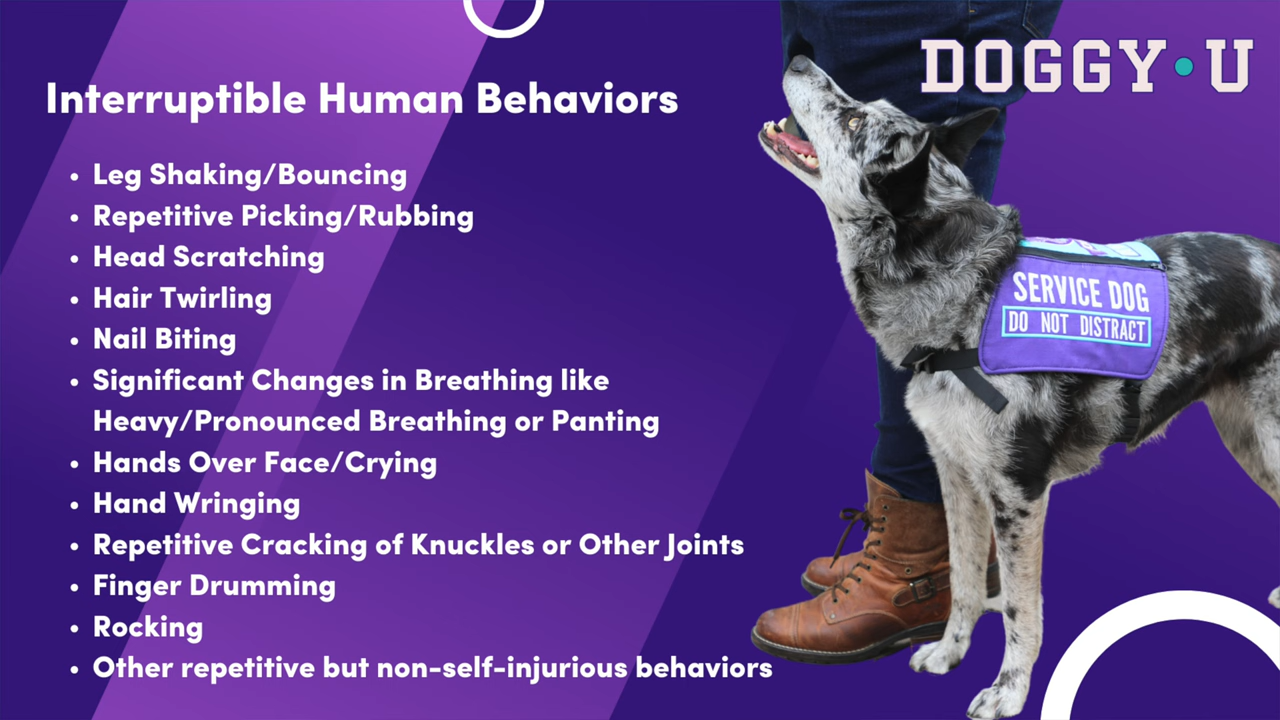 DOGGY•U
Interruptible Human Behaviors
• Leg Shaking/Bouncing
• Repetitive Picking/Rubbing
• Head Scratching
• Hair Twirling
• Nail Biting
• Significant Changes in Breathing like
Heavy/Pronounced Breathing or Panting
• Hands Over Face/Crying
• Hand Wringing
• Repetitive Cracking of Knuckles or Other Joints
• Finger Drumming
• Rocking
• Other repetitive but non-self-injurious behaviors
SERVICE DOG
DO NOT DISTRACT